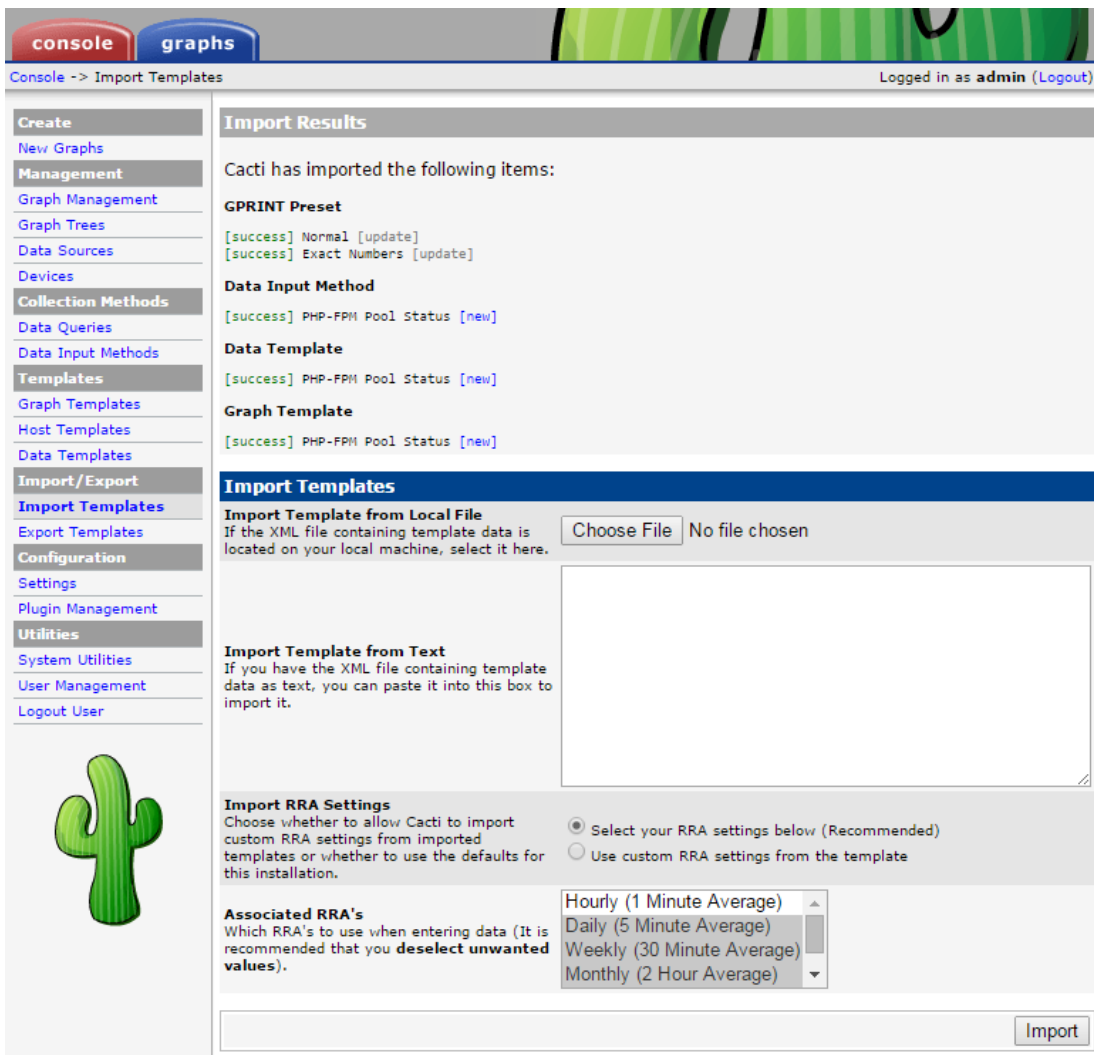 console graphs
Console -> Import Templates Logged in as admin (Logout)
Create
New Graphs
Management
Graph Management
Graph Trees
Data Sources
Devices
Collection Methods
Data Queries
Data Input Methods
Templates
Graph Templates
Host Templates
Data Templates
Import/Export
Import Templates
Export Templates
Configuration
Settings
Plugin Management
Utilities
System Utilities
User Management
Logout User
Import Results
Cacti has imported the following items:
GPRINT Preset
[success] Normal [update]
[success] Exact Numbers [update]
Data Input Method
[success] PHP-FPM Pool Status [new]
Data Template
[success] PHP-FPM Pool Status [new]
Graph Template
[success] PHP-FPM Pool Status [new]
Import Templates
Import Template from Local File
If the XML file containing template data is
located on your local machine, select it here.
Choose File No file chosen
Import Template from Text
If you have the XML file containing template
data as text, you can paste it into this box to
import it.
Import RRA Settings
Choose whether to allow Cacti to import
custom RRA settings from imported
templates or whether to use the defaults for
this installation.
Select your RRA settings below (Recommended)
Use custom RRA settings from the template
Associated RRA's
Which RRA's to use when entering data (It is
recommended that you deselect unwanted
values).
Hourly (1 Minute Average)
Daily (5 Minute Average)
Weekly (30 Minute Average)
Monthly (2 Hour Average)
Import